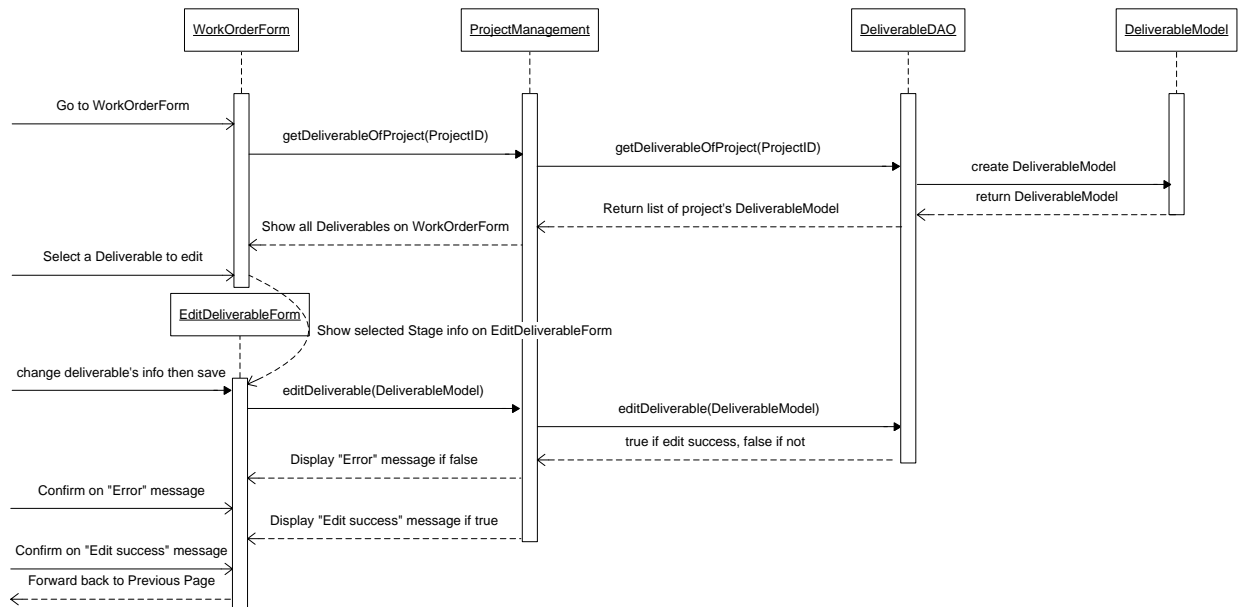 WorkOrderForm
ProjectManagement
DeliverableDAO
DeliverableModel
Go to WorkOrderForm
getDeliverableOfProject(ProjectID)
getDeliverableOfProject(ProjectID)
create DeliverableModel
return DeliverableModel
Return list of project's DeliverableModel
Show all Deliverables on WorkOrderForm
Select a Deliverable to edit
EditDeliverableForm
Show selected Stage info on EditDeliverableForm
change deliverable's info then save
editDeliverable(DeliverableModel)
editDeliverable(DeliverableModel)
true if edit success, false if not
Display "Error" message if false
Confirm on "Error" message
Display "Edit success" message if true
Confirm on "Edit success" message
Forward back to Previous Page